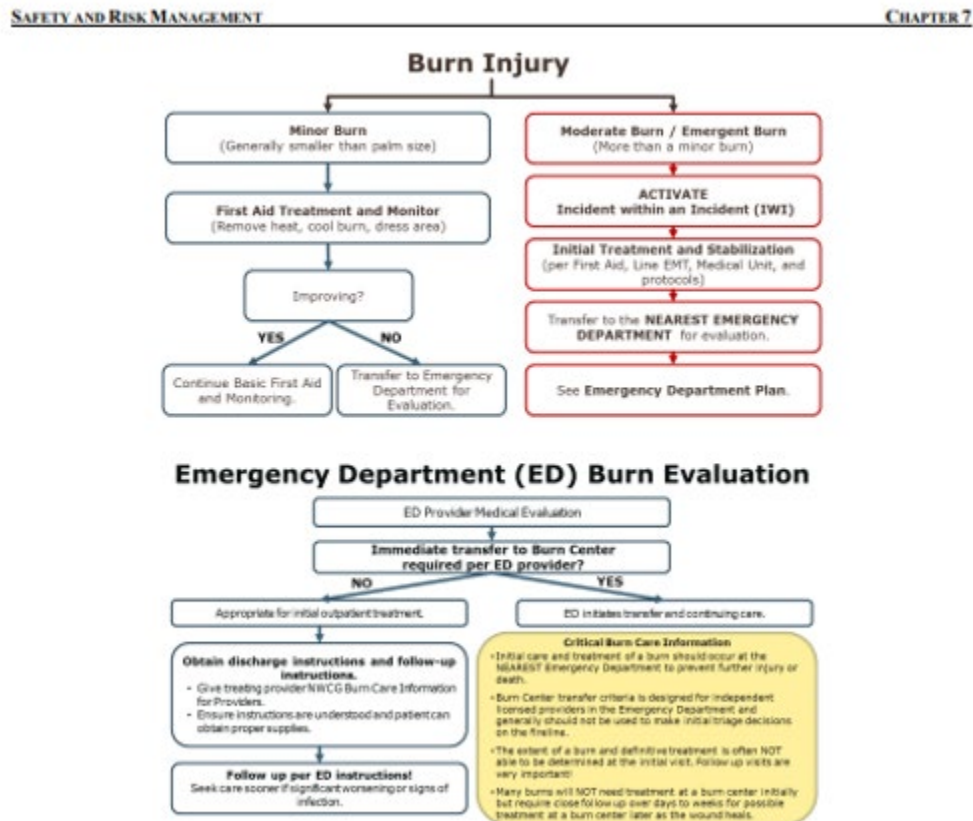 SAFETY AND RISK MANAGEMENT
CHAPTER 7
Burn Injury
Minor Burn
(Generally smaller than palm size)
First Aid Treatment and Monitor
(Remove heat, cool burn, dress area)
Improving?
YES
NO
Continue Basic First Aid
and Monitoring.
Transfer to Emergency
Department for
Evaluation.
Moderate Burn / Emergent Burn
(More than a minor burn)
ACTIVATE
Incident within an Incident (IWI)
Initial Treatment and Stabilization
(per First Aid, Line EMT, Medical Unit, and
protocols)
Transfer to the NEAREST EMERGENCY
DEPARTMENT for evaluation.
See Emergency Department Plan.
Emergency Department (ED) Burn Evaluation
ED Provider Medical Evaluation
Immediate transfer to Burn Center
required per ED provider?
NO
YES
Appropriate for initial outpatient treatment.
Obtain discharge instructions and follow-up
instructions.
• Give treating provider NWCG Burn Care Information
for Providers.
• Ensure instructions are understood and patient can
obtain proper supplies.
Follow up per ED instructions!
Seek care sooner if significant worsening or signs of
infection.
ED initiates transfer and continuing care.
Critical Burn Care Information
• Initial care and treatment of a burn should occur at the
NEAREST Emergency Department to prevent further injury or
death.
• Burn Center transfer criteria is designed for independent
licensed providers in the Emergency Department and
generally should not be used to make initial triage decisions
on the fireline.
• The extent of a burn and definitive treatment is often NOT
able to be determined at the initial visit. Follow up visits are
very important!
• Many burns will NOT need treatment at a burn center initially
but require close follow up over days to weeks for possible
treatment at a burn center later as the wound heals.